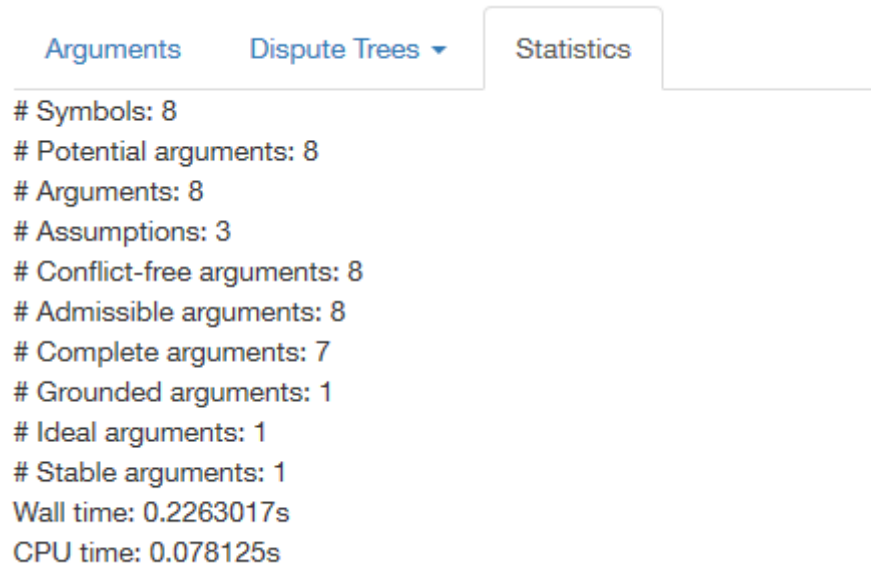 Arguments Dispute Trees Statistics
# Symbols: 8
# Potential arguments: 8
# Arguments: 8
# Assumptions: 3
# Conflict-free arguments: 8
# Admissible arguments: 8
# Complete arguments: 7
# Grounded arguments: 1
# Ideal arguments: 1
# Stable arguments: 1
Wall time: 0.2263017s
CPU time: 0.078125s